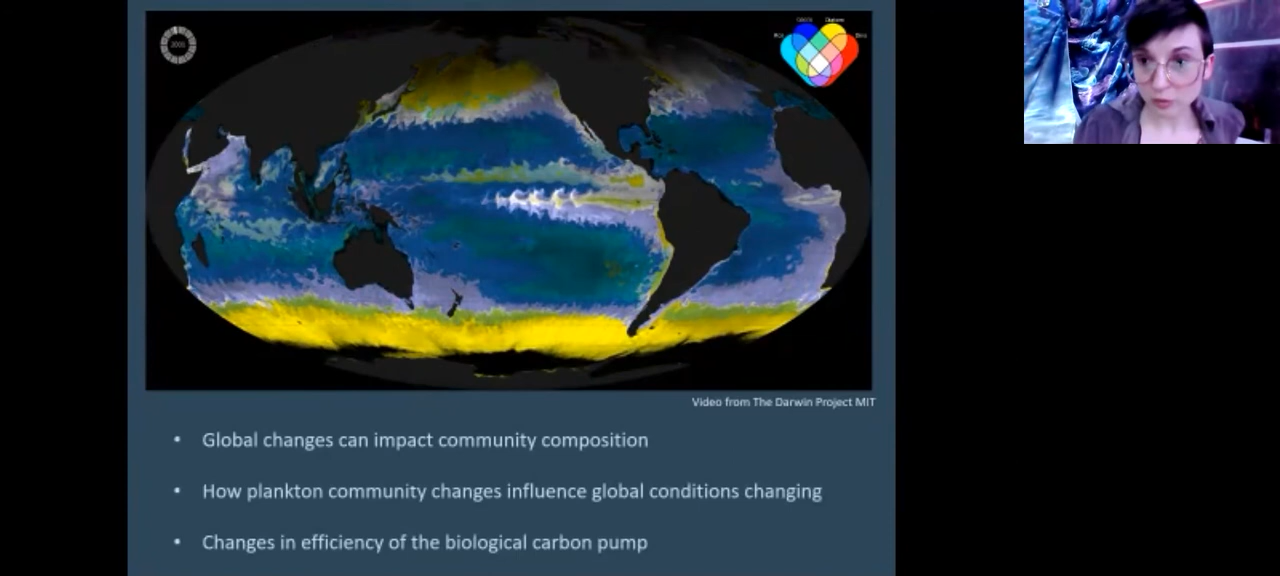 Video from The Darwin Project MIT
• Global changes can impact community composition
• How plankton community changes influence global conditions changing
• Changes in efficiency of the biological carbon pump